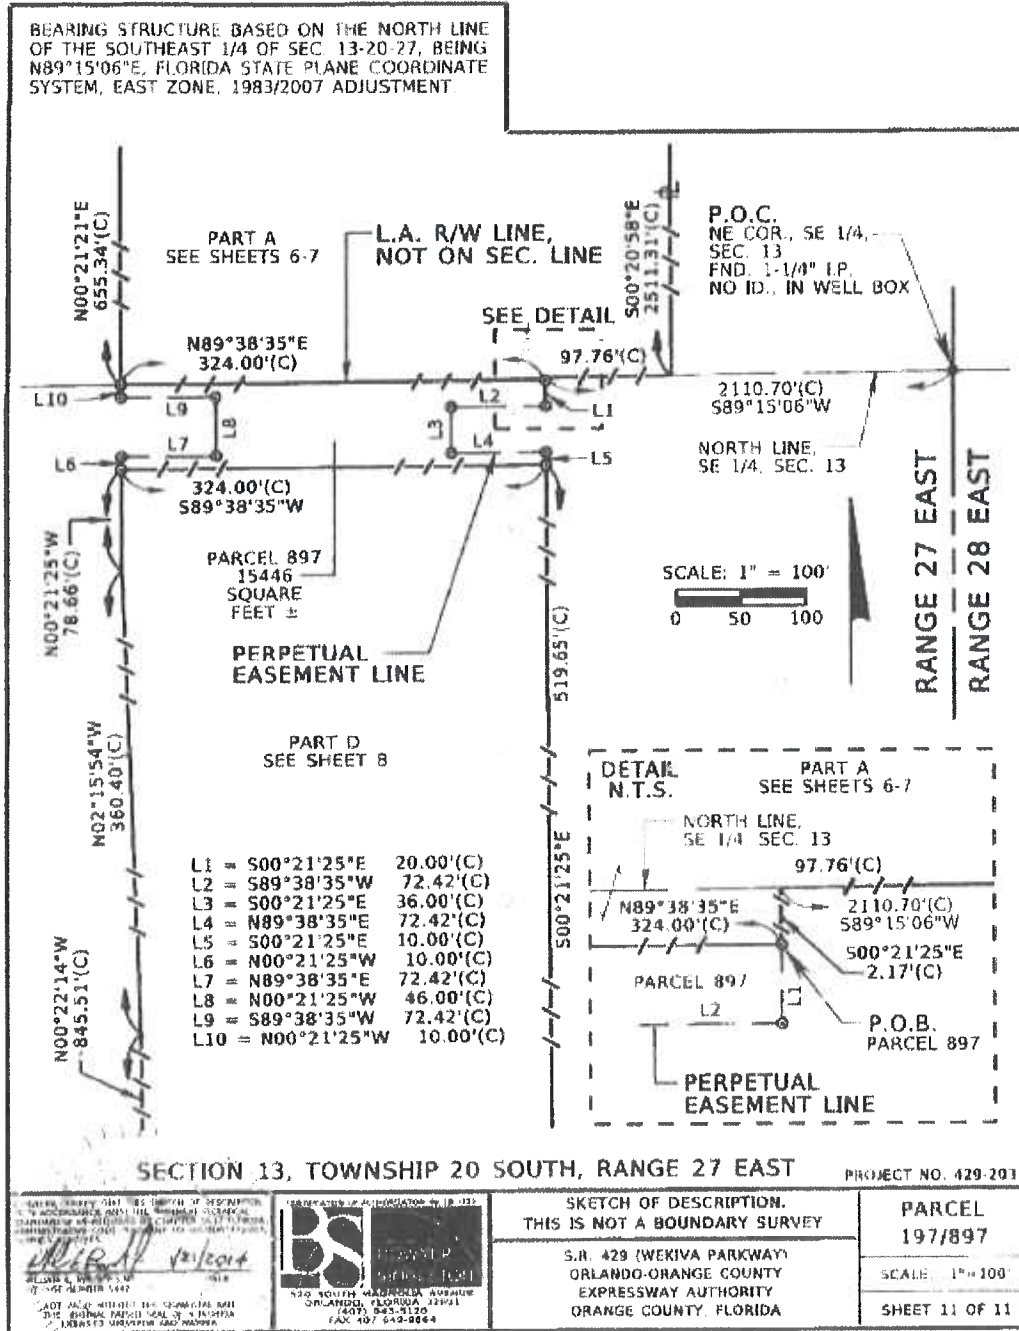 BEARING STRUCTURE BASED ON THE NORTH LINE
OF THE SOUTHEAST 1/4 OF SEC. 13-20-27, BEING
N89°15'06"E, FLORIDA STATE PLANE COORDINATE
SYSTEM, EAST ZONE, 1983/2007 ADJUSTMENT.
N00°21'21"E
655.34'(C)
PART A
SEE SHEETS 6-7
L.A. R/W LINE,
NOT ON SEC. LINE
S00°20'58"E
2511.31'(C)
P.O.C.
NE COR., SE 1/4,
SEC. 13
FND. 1-1/4" I.P.
NO ID., IN WELL BOX
SEE DETAIL
N89°38'35"E
324.00'(C)
97.76'(C)
2110.70'(C)
S89°15'06"W
L10
L9
L8
L7
L6
L2
L1
L3
L4
L5
NORTH LINE,
SE 1/4, SEC. 13
324.00'(C)
S89°38'35"W
N00°21'25"W
78.66'(C)
PARCEL 897
15446
SQUARE
FEET ±
SCALE: 1" = 100'
0 50 100
RANGE 27 EAST
RANGE 28 EAST
PERPETUAL
EASEMENT LINE
519.65'(C)
S00°21'25"E
N02°15'54"W
360.40'(C)
PART D
SEE SHEET 8
N00°22'14"W
845.51'(C)
L1 = S00°21'25"E 20.00'(C)
L2 = S89°38'35"W 72.42'(C)
L3 = S00°21'25"E 36.00'(C)
L4 = N89°38'35"E 72.42'(C)
L5 = S00°21'25"E 10.00'(C)
L6 = N00°21'25"W 10.00'(C)
L7 = N89°38'35"E 72.42'(C)
L8 = N00°21'25"W 46.00'(C)
L9 = S89°38'35"W 72.42'(C)
L10 = N00°21'25"W 10.00'(C)
DETAIL
N.T.S.
PART A
SEE SHEETS 6-7
NORTH LINE,
SE 1/4, SEC. 13
97.76'(C)
N89°38'35"E
324.00'(C)
2110.70'(C)
S89°15'06"W
S00°21'25"E
2.17'(C)
PARCEL 897
L2
L1
P.O.B.
PARCEL 897
PERPETUAL
EASEMENT LINE
SECTION 13, TOWNSHIP 20 SOUTH, RANGE 27 EAST
PROJECT NO. 429-203
520 SOUTH MAGNOLIA AVENUE
ORLANDO, FLORIDA 32801
SKETCH OF DESCRIPTION.
THIS IS NOT A BOUNDARY SURVEY
S.R. 429 (WEKIVA PARKWAY)
ORLANDO-ORANGE COUNTY
EXPRESSWAY AUTHORITY
ORANGE COUNTY, FLORIDA
PARCEL
197/897
SCALE: 1"=100'
SHEET 11 OF 11